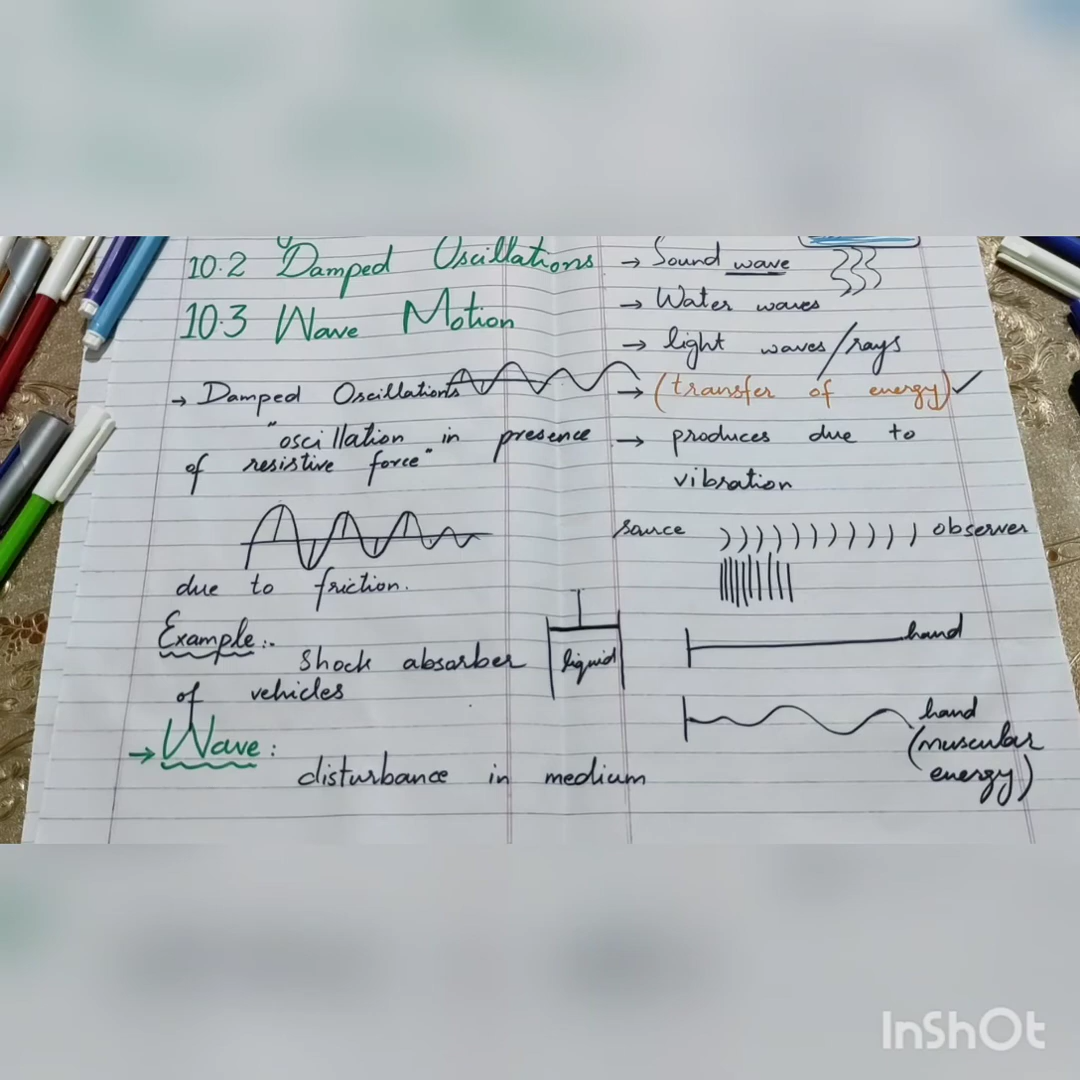 10.2 Damped Oscillations
10.3 Wave Motion
→ Damped Oscillations
"oscillation in presence
of resistive force"
due to friction.
Example:-
Shock absorber
of vehicles
liquid
→ Wave:
disturbance in medium
→ Sound wave
→ Water waves
→ light waves/rays
→ (transfer of energy) ✓
→ produces due to
vibration
source ))))))))))) observer
hand
hand
(muscular
energy)
InShOt